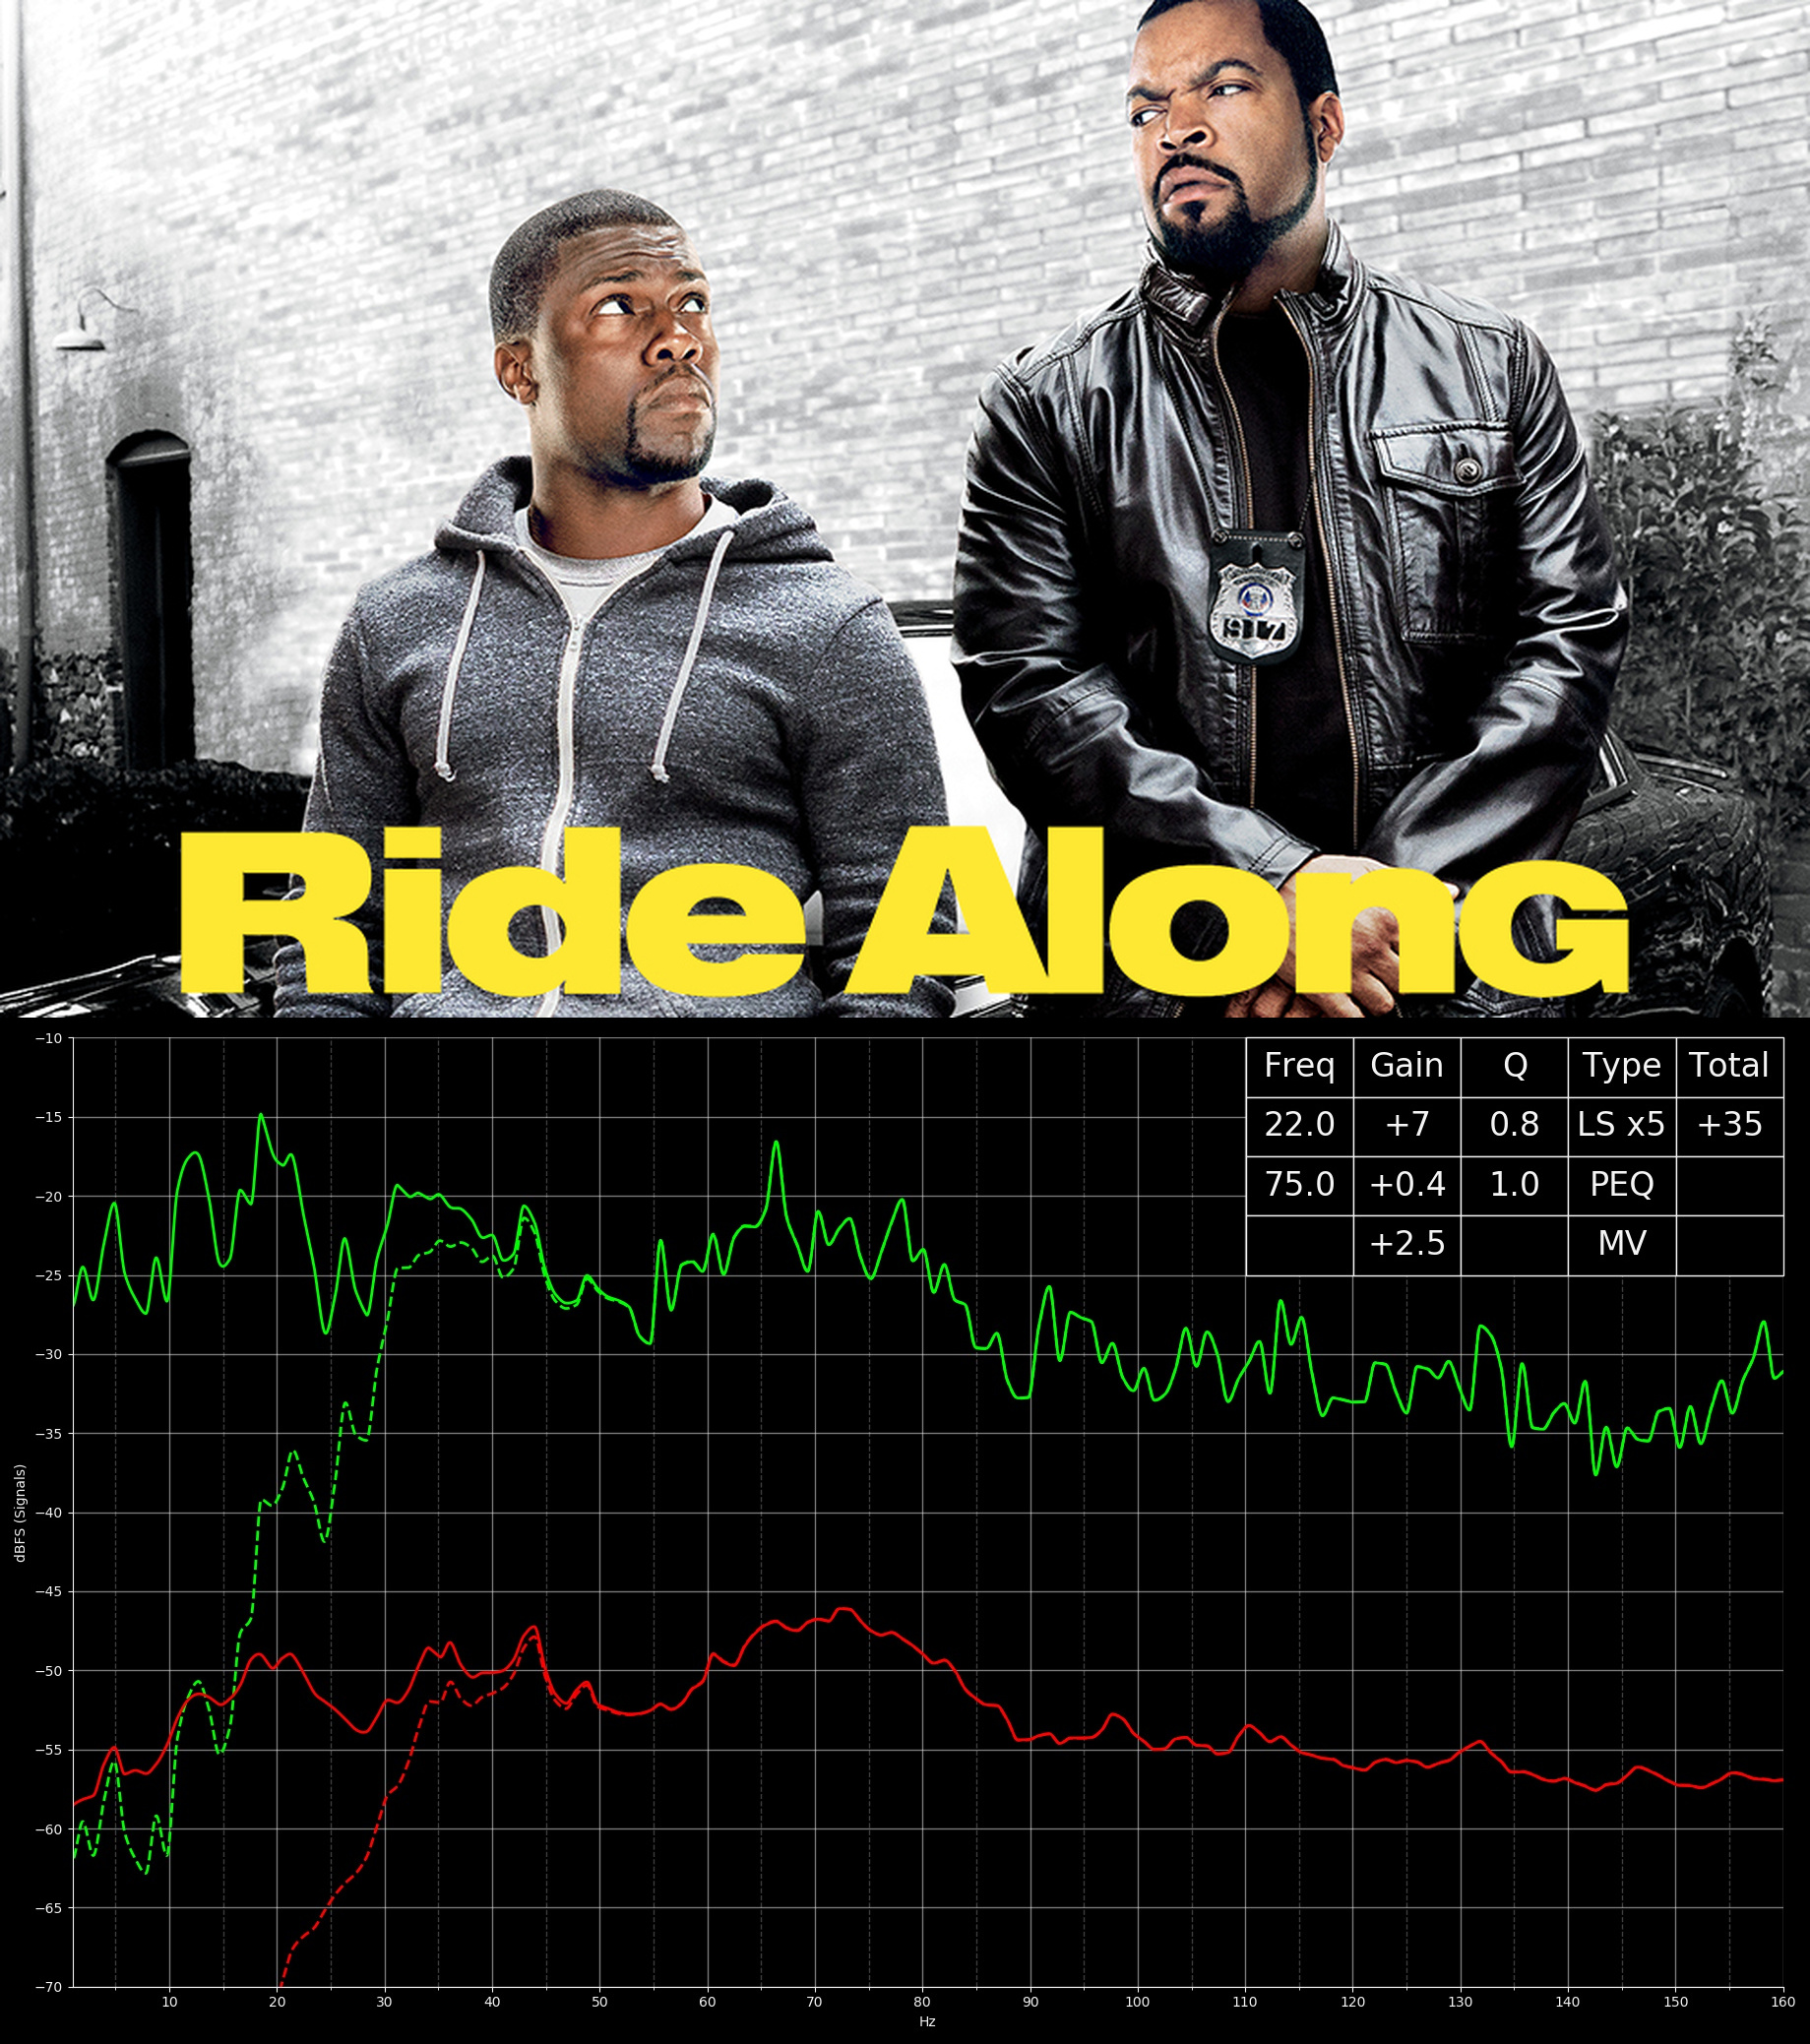 917
Ride Along
Freq Gain Q Type Total
22.0 +7 0.8 LS x5 +35
75.0 +0.4 1.0 PEQ
+2.5 MV
−10
−15
−20
−25
−30
−35
−40
−45
−50
−55
−60
−65
−70
dBFS (Signals)
10 20 30 40 50 60 70 80 90 100 110 120 130 140 150 160
Hz